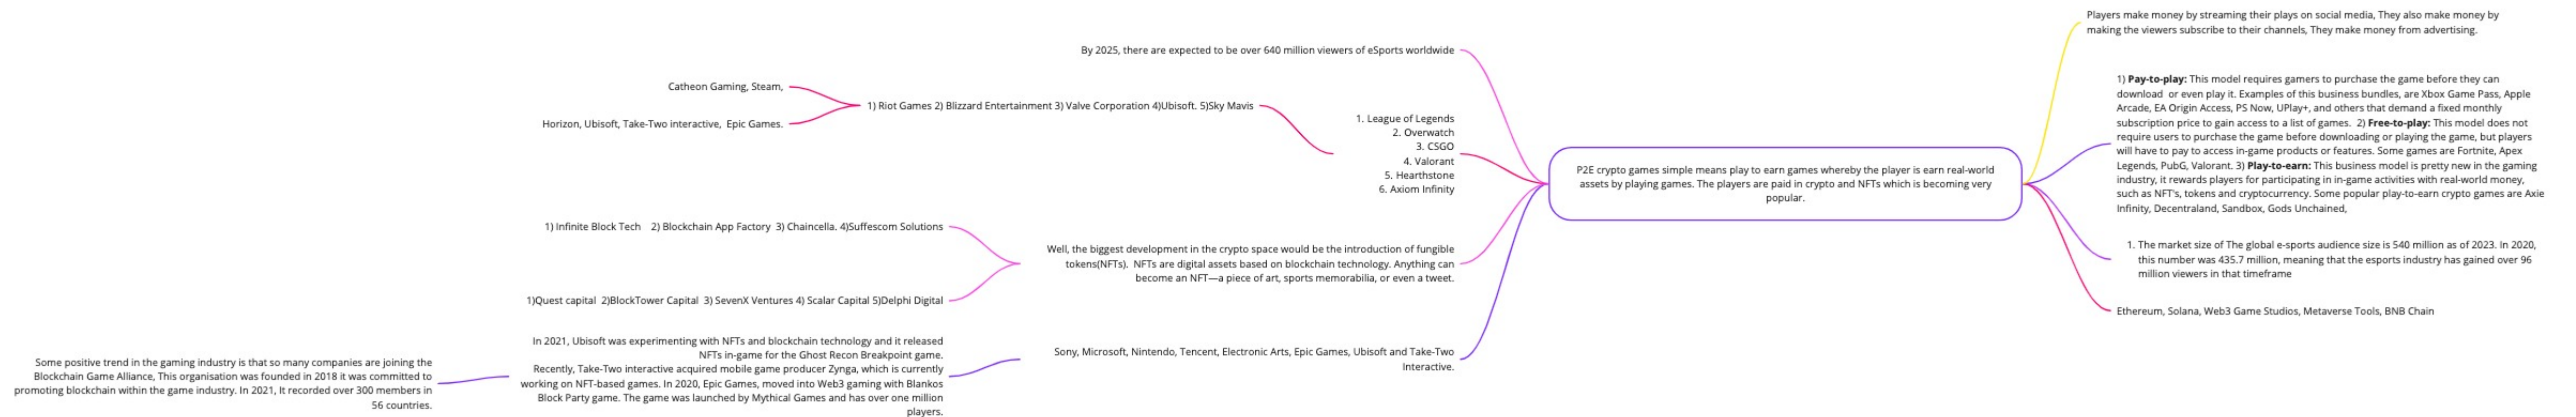 By 2025, there are expected to be over 640 million viewers of eSports worldwide
Catheon Gaming, Steam,
Horizon, Ubisoft, Take-Two interactive,  Epic Games.
1) Riot Games 2) Blizzard Entertainment 3) Valve Corporation 4)Ubisoft. 5)Sky Mavis
1. League of Legends
2. Overwatch
3. CSGO
4. Valorant
5. Hearthstone
6. Axiom Infinity
1) Infinite Block Tech   2) Blockchain App Factory  3) Chaincella. 4)Suffescom Solutions
1)Quest capital  2)BlockTower Capital  3) SevenX Ventures 4) Scalar Capital 5)Delphi Digital
Well, the biggest development in the crypto space would be the introduction of fungible
tokens(NFTs).  NFTs are digital assets based on blockchain technology. Anything can
become an NFT—a piece of art, sports memorabilia, or even a tweet.
Some positive trend in the gaming industry is that so many companies are joining the
Blockchain Game Alliance, This organisation was founded in 2018 it was committed to
promoting blockchain within the game industry. In 2021, It recorded over 300 members in
56 countries.
In 2021, Ubisoft was experimenting with NFTs and blockchain technology and it released
NFTs in-game for the Ghost Recon Breakpoint game.
Recently, Take-Two interactive acquired mobile game producer Zynga, which is currently
working on NFT-based games. In 2020, Epic Games, moved into Web3 gaming with Blankos
Block Party game. The game was launched by Mythical Games and has over one million
players.
Sony, Microsoft, Nintendo, Tencent, Electronic Arts, Epic Games, Ubisoft and Take-Two
Interactive.
P2E crypto games simple means play to earn games whereby the player is earn real-world
assets by playing games. The players are paid in crypto and NFTs which is becoming very
popular.
Players make money by streaming their plays on social media, They also make money by
making the viewers subscribe to their channels, They make money from advertising.
1) Pay-to-play: This model requires gamers to purchase the game before they can
download  or even play it. Examples of this business bundles, are Xbox Game Pass, Apple
Arcade, EA Origin Access, PS Now, UPlay+, and others that demand a fixed monthly
subscription price to gain access to a list of games.  2) Free-to-play: This model does not
require users to purchase the game before downloading or playing the game, but players
will have to pay to access in-game products or features. Some games are Fortnite, Apex
Legends, PubG, Valorant. 3) Play-to-earn: This business model is pretty new in the gaming
industry, it rewards players for participating in in-game activities with real-world money,
such as NFT's, tokens and cryptocurrency. Some popular play-to-earn crypto games are Axie
Infinity, Decentraland, Sandbox, Gods Unchained,
1. The market size of The global e-sports audience size is 540 million as of 2023. In 2020,
this number was 435.7 million, meaning that the esports industry has gained over 96
million viewers in that timeframe
Ethereum, Solana, Web3 Game Studios, Metaverse Tools, BNB Chain